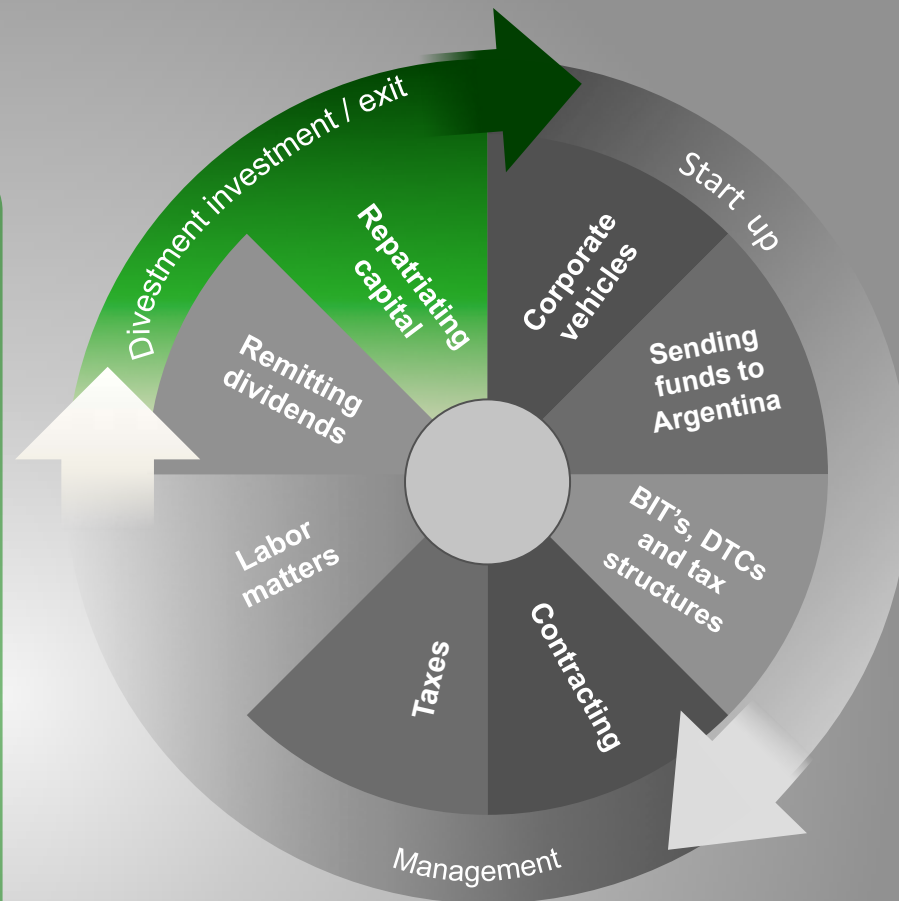 Divestment investment / exit
Start up
Management
Repatriating
capital
Corporate
vehicles
Sending
funds to
Argentina
BIT's, DTCs
and tax
structures
Contracting
Taxes
Labor
matters
Remitting
dividends